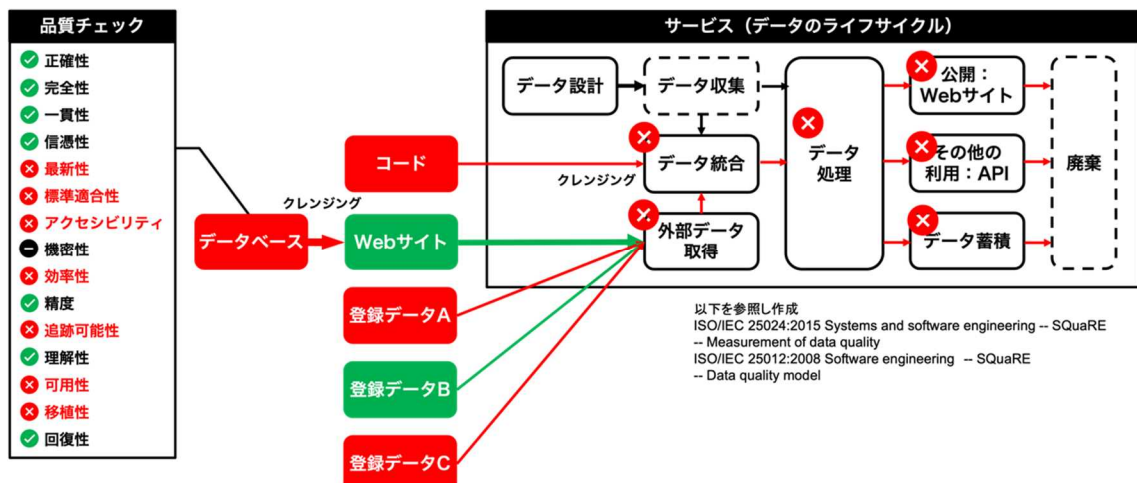 品質チェック
正確性
完全性
一貫性
信憑性
最新性
標準適合性
アクセシビリティ
機密性
効率性
精度
追跡可能性
理解性
可用性
移植性
回復性
データベース
クレンジング
コード
Webサイト
登録データA
登録データB
登録データC
クレンジング
サービス（データのライフサイクル）
データ設計
データ収集
データ統合
外部データ
取得
データ
処理
公開：
Webサイト
その他の
利用：API
データ蓄積
廃棄
以下を参照し作成
ISO/IEC 25024:2015 Systems and software engineering -- SQuaRE
-- Measurement of data quality
ISO/IEC 25012:2008 Software engineering -- SQuaRE
-- Data quality model